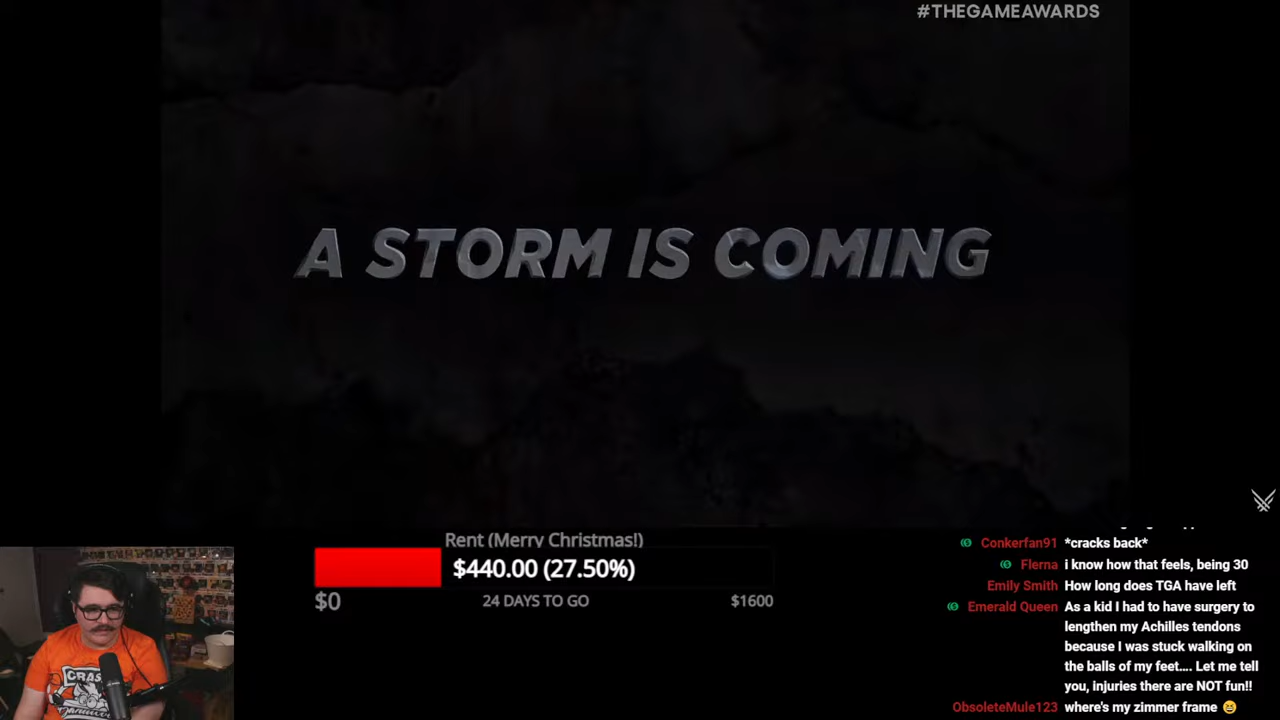 #THEGAMEAWARDS
A STORM IS COMING
Rent (Merry Christmas!)
$440.00 (27.50%)
$0
24 DAYS TO GO
$1600
Conkerfan91 *cracks back*
Flerna i know how that feels, being 30
Emily Smith How long does TGA have left
Emerald Queen As a kid I had to have surgery to
lengthen my Achilles tendons
because I was stuck walking on
the balls of my feet.... Let me tell
you, injuries there are NOT fun!!
ObsoleteMule123 where's my zimmer frame 😆
CRASH